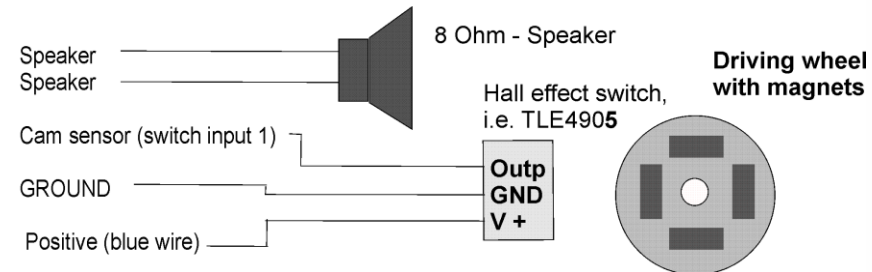 8 Ohm - Speaker
Speaker
Speaker
Driving wheel
with magnets
Hall effect switch,
i.e. TLE4905
Cam sensor (switch input 1)
Outp
GROUND
GND
V +
Positive (blue wire)